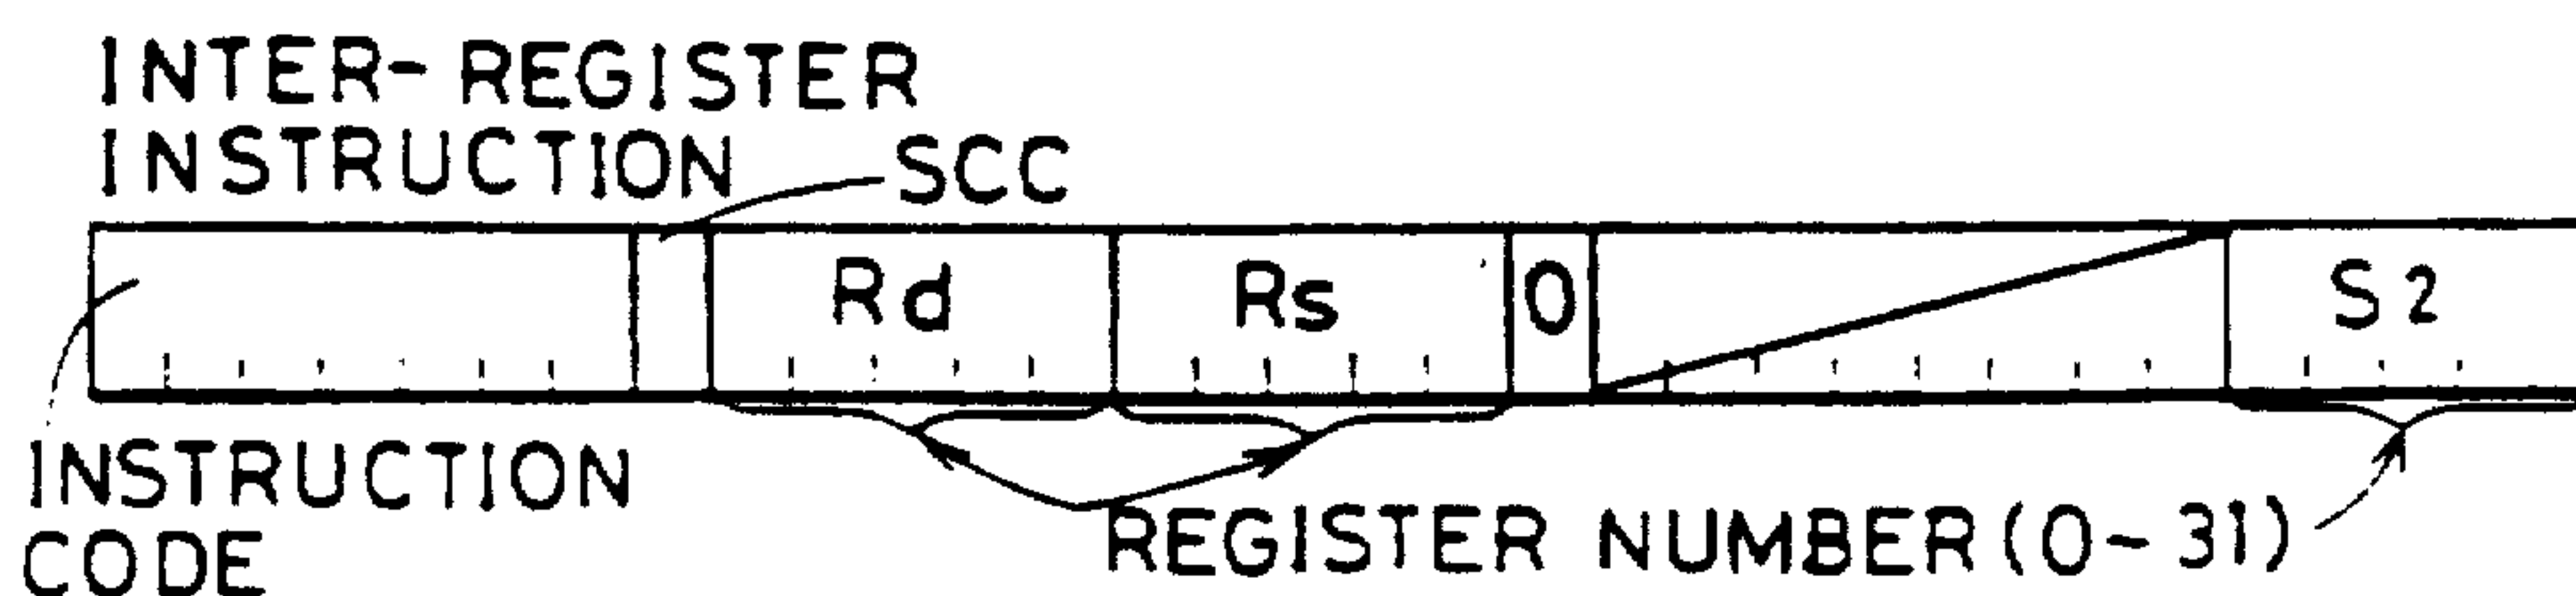 INTER-REGISTER
INSTRUCTION SCC
Rd Rs 0 S2
INSTRUCTION
CODE
REGISTER NUMBER (0-31)